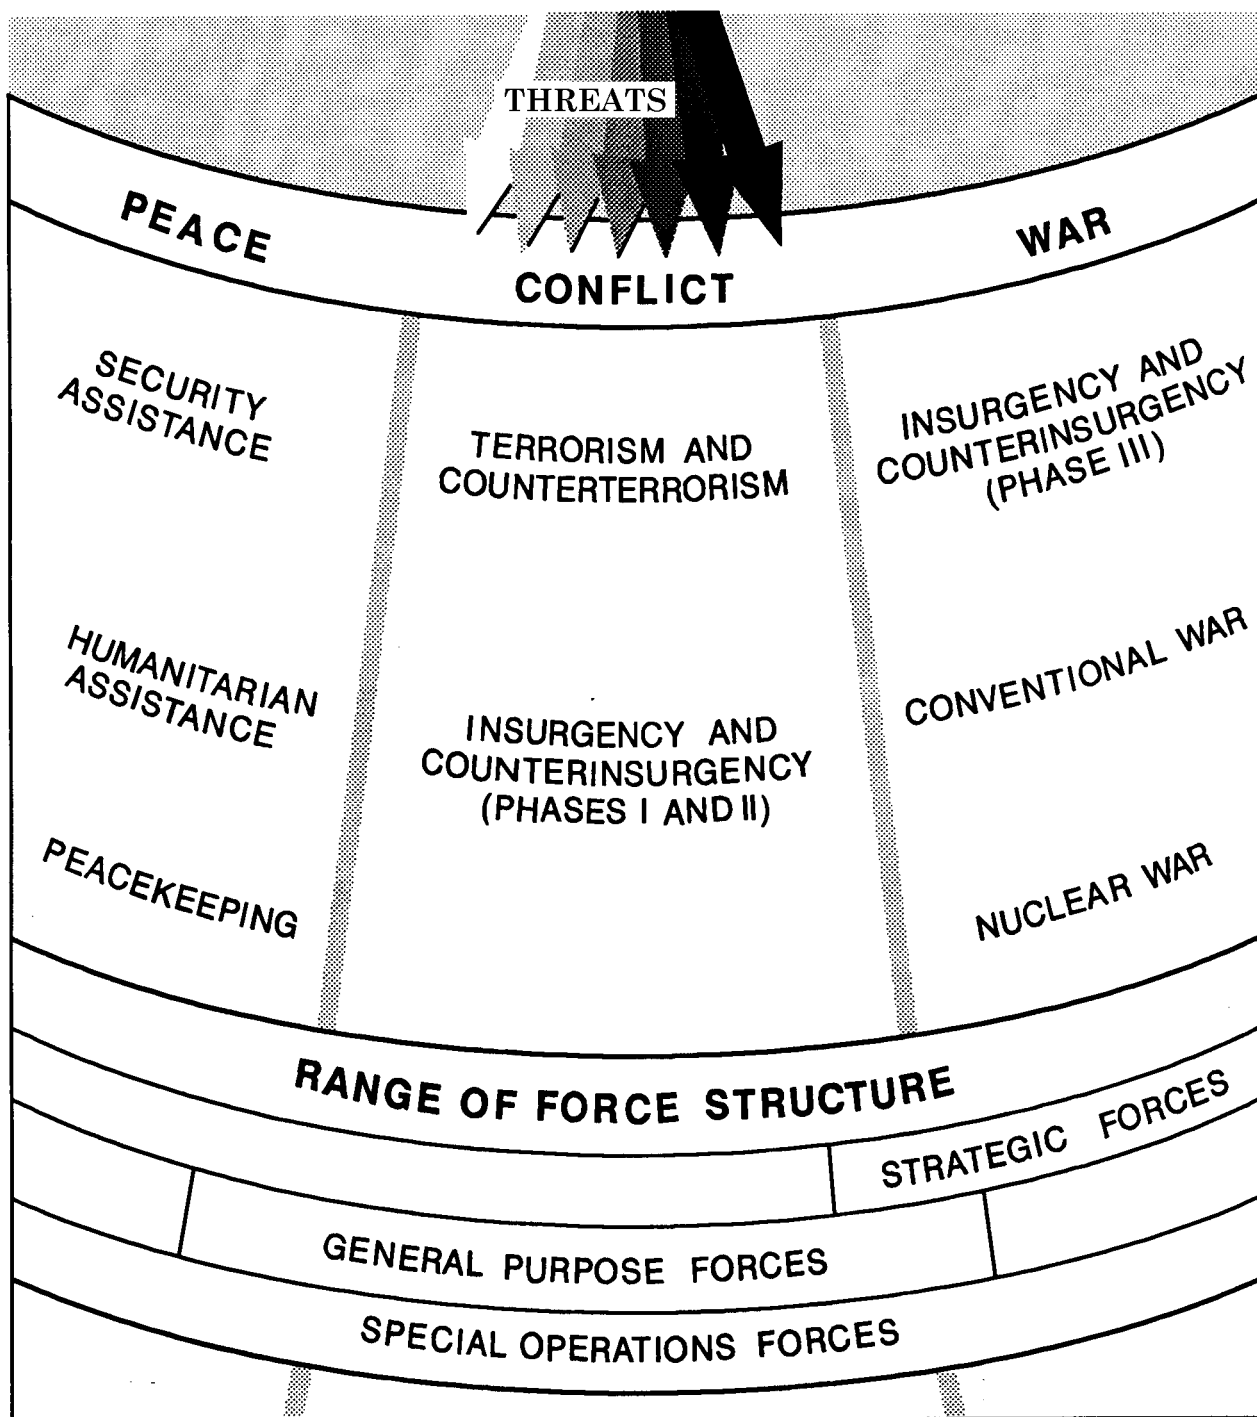 THREATS
PEACE
CONFLICT
WAR
SECURITY
ASSISTANCE
HUMANITARIAN
ASSISTANCE
PEACEKEEPING
TERRORISM AND
COUNTERTERRORISM
INSURGENCY AND
COUNTERINSURGENCY
(PHASES I AND II)
INSURGENCY AND
COUNTERINSURGENCY
(PHASE III)
CONVENTIONAL WAR
NUCLEAR WAR
RANGE OF FORCE STRUCTURE
STRATEGIC FORCES
GENERAL PURPOSE FORCES
SPECIAL OPERATIONS FORCES